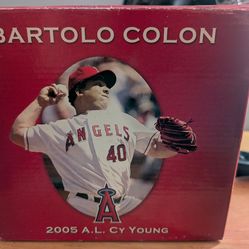 BARTOLO COLON
ANGELS
40
A
2005 A.L. CY YOUNG